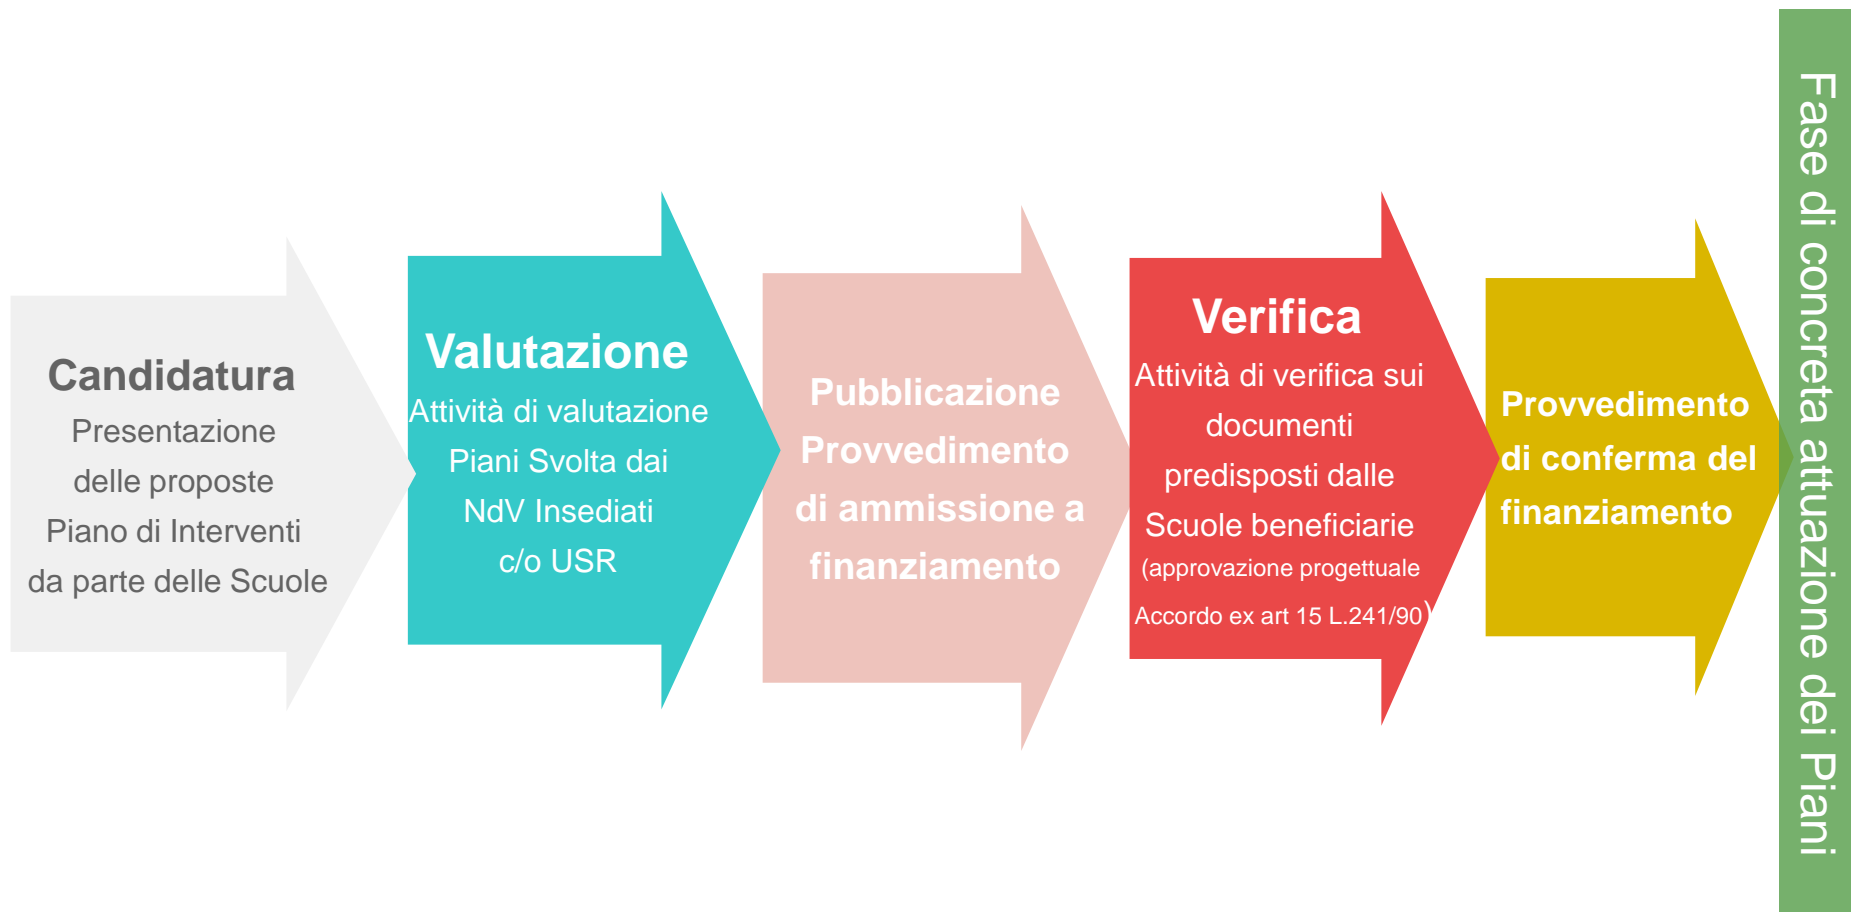 Candidatura
Presentazione
delle proposte
Piano di Interventi
da parte delle Scuole
Valutazione
Attività di valutazione
Piani Svolta dai
NdV Insediati
c/o USR
Pubblicazione
Provvedimento
di ammissione a
finanziamento
Verifica
Attività di verifica sui
documenti
predisposti dalle
Scuole beneficiarie
(approvazione progettuale
Accordo ex art 15 L.241/90)
Provvedimento
di conferma del
finanziamento
Fase di concreta attuazione dei Piani